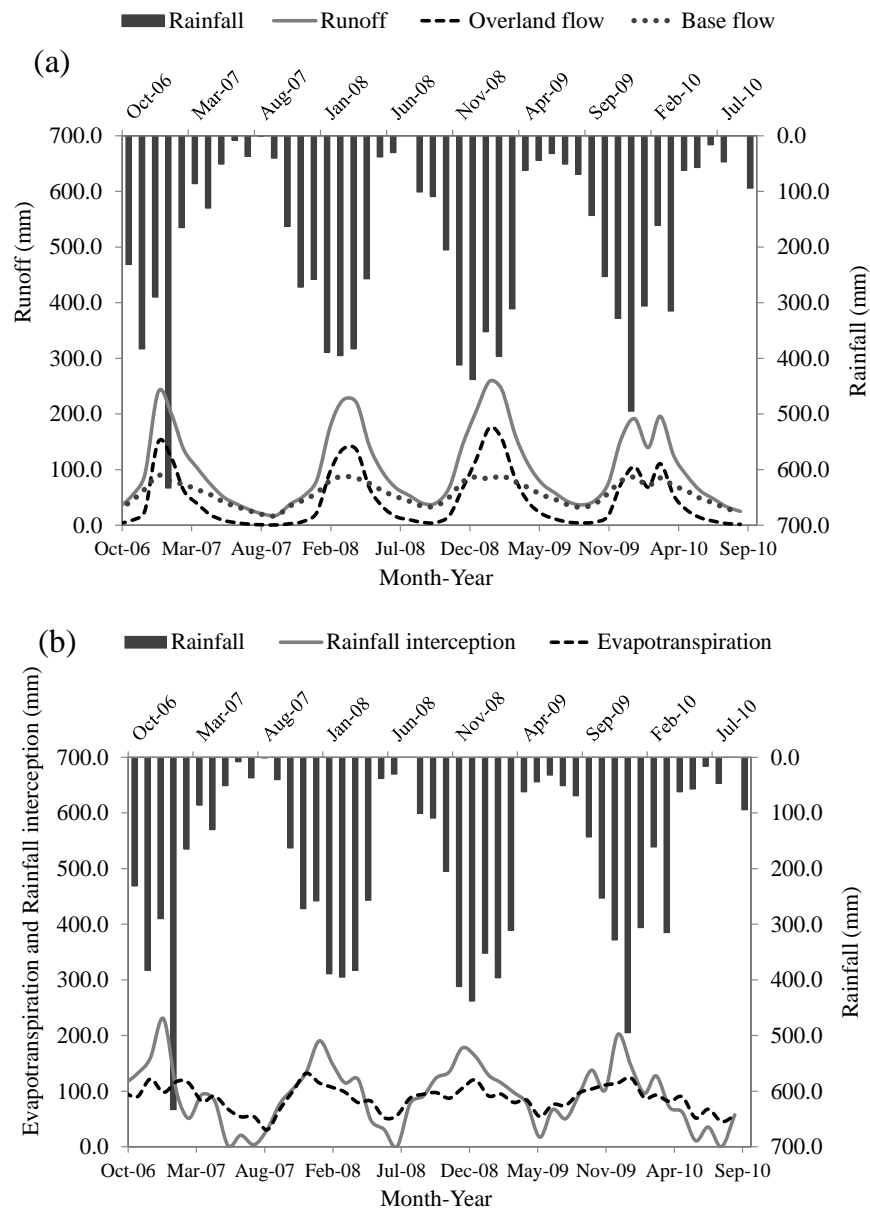 Rainfall Runoff Overland flow Base flow
(a)
Oct-06 Mar-07 Aug-07 Jan-08 Jun-08 Nov-08 Apr-09 Sep-09 Feb-10 Jul-10
700.0 0.0
600.0 100.0
500.0 200.0
400.0 300.0
300.0 400.0
200.0 500.0
100.0 600.0
0.0 700.0
Runoff (mm)
Rainfall (mm)
Oct-06 Mar-07 Aug-07 Feb-08 Jul-08 Dec-08 May-09 Nov-09 Apr-10 Sep-10
Month-Year
(b) Rainfall Rainfall interception Evapotranspiration
Oct-06 Mar-07 Aug-07 Jan-08 Jun-08 Nov-08 Apr-09 Sep-09 Feb-10 Jul-10
700.0 0.0
600.0 100.0
500.0 200.0
400.0 300.0
300.0 400.0
200.0 500.0
100.0 600.0
0.0 700.0
Evapotranspiration and Rainfall interception (mm)
Rainfall (mm)
Oct-06 Mar-07 Aug-07 Feb-08 Jul-08 Dec-08 May-09 Nov-09 Apr-10 Sep-10
Month-Year